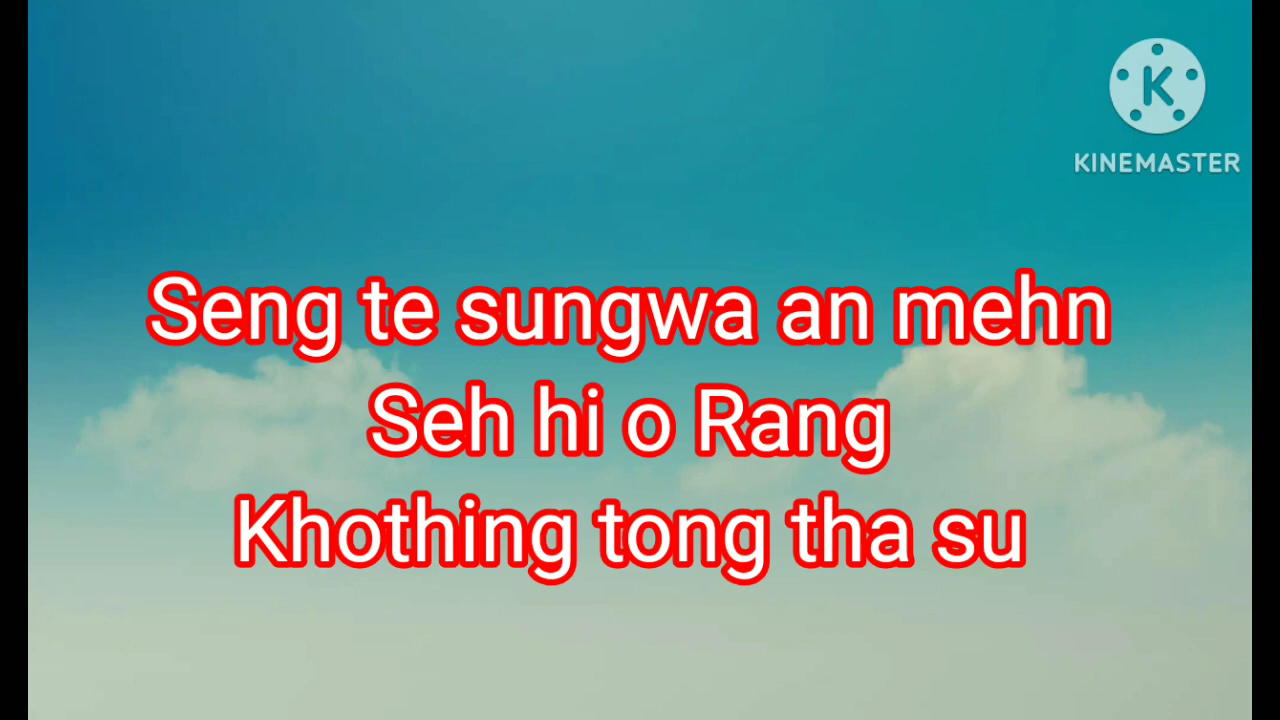 KINEMASTER
Seng te sungwa an mehn
Seh hi o Rang
Khothing tong tha su